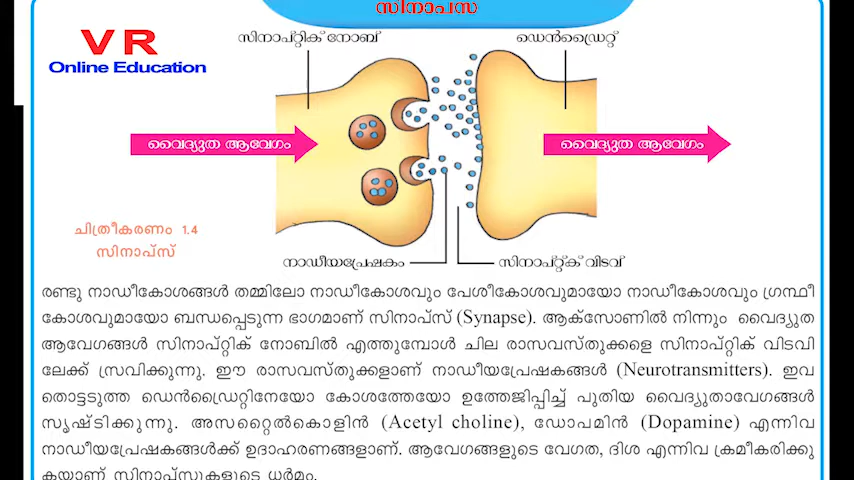 സിനാപ്സ
VR
Online Education
സിനാപ്റ്റിക് നോബ്
ഡെൻഡ്രൈറ്റ്
വൈദ്യുത ആവേഗം
വൈദ്യുത ആവേഗം
ചിത്രീകരണം 1.4
സിനാപ്സ്
നാഡീയപ്രേഷകം
സിനാപ്റ്റ്ക് വിടവ്
രണ്ടു നാഡീകോശങ്ങൾ തമ്മിലോ നാഡീകോശവും പേശീകോശവുമായോ നാഡീകോശവും ഗ്രന്ഥീ
കോശവുമായോ ബന്ധപ്പെടുന്ന ഭാഗമാണ് സിനാപ്സ് (Synapse). ആക്സോണിൽ നിന്നും വൈദ്യുത
ആവേഗങ്ങൾ സിനാപ്റ്റിക് നോബിൽ എത്തുമ്പോൾ ചില രാസവസ്തുക്കളെ സിനാപ്റ്റിക് വിടവി
ലേക്ക് സ്രവിക്കുന്നു. ഈ രാസവസ്തുക്കളാണ് നാഡീയപ്രേഷകങ്ങൾ (Neurotransmitters). ഇവ
തൊട്ടടുത്ത ഡെൻഡ്രൈറ്റിനേയോ കോശത്തേയോ ഉത്തേജിപ്പിച്ച് പുതിയ വൈദ്യുതാവേഗങ്ങൾ
സൃഷ്ടിക്കുന്നു. അസറ്റൈൽകൊളിൻ (Acetyl choline), ഡോപമിൻ (Dopamine) എന്നിവ
നാഡീയപ്രേഷകങ്ങൾക്ക് ഉദാഹരണങ്ങളാണ്. ആവേഗങ്ങളുടെ വേഗത, ദിശ എന്നിവ ക്രമീകരിക്കു
കയാണ് സിനാപ്സുകളുടെ ധർമം.